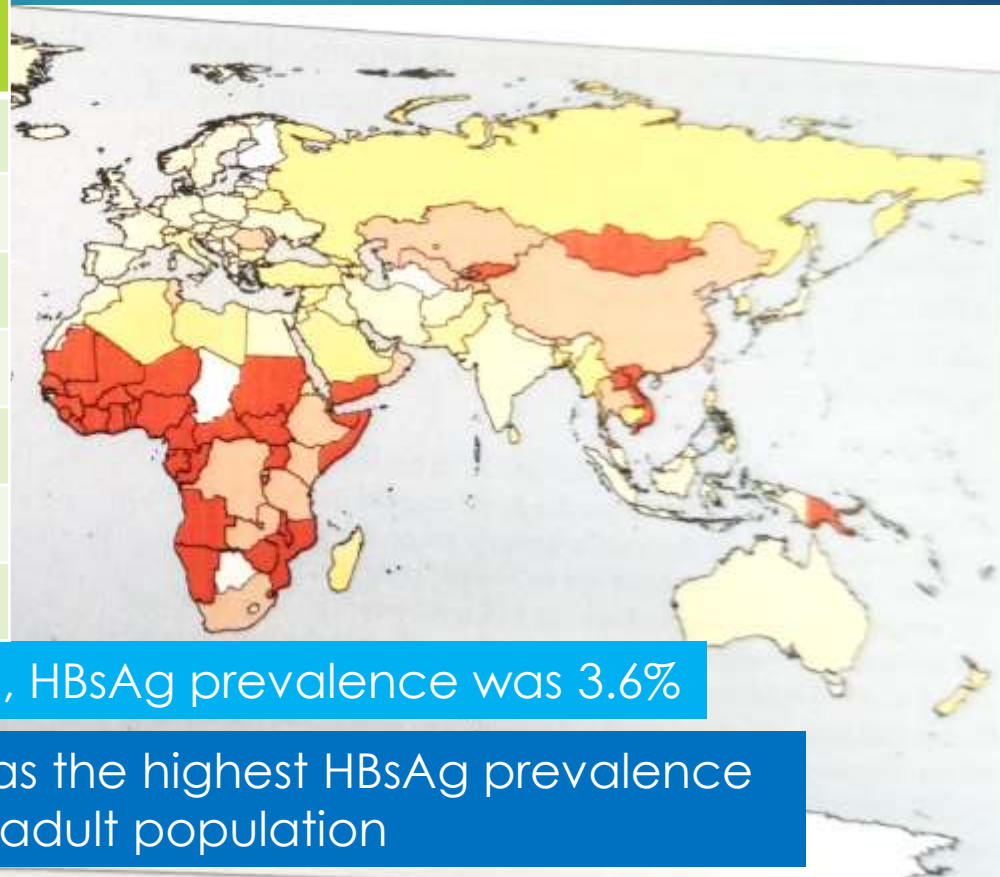 , HBsAg prevalence was 3.6%
as the highest HBsAg prevalence
adult population